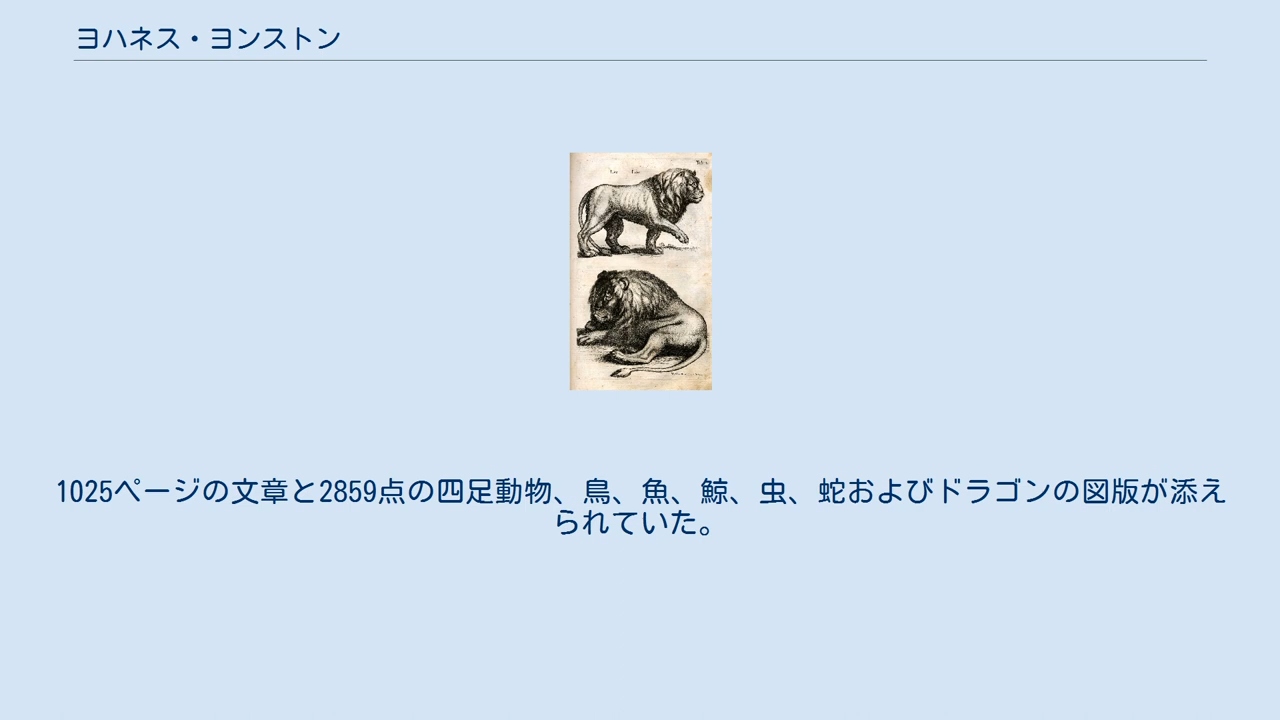 ヨハネス・ヨンストン
1025ページの文章と2859点の四足動物、鳥、魚、鯨、虫、蛇およびドラゴンの図版が添え
られていた。